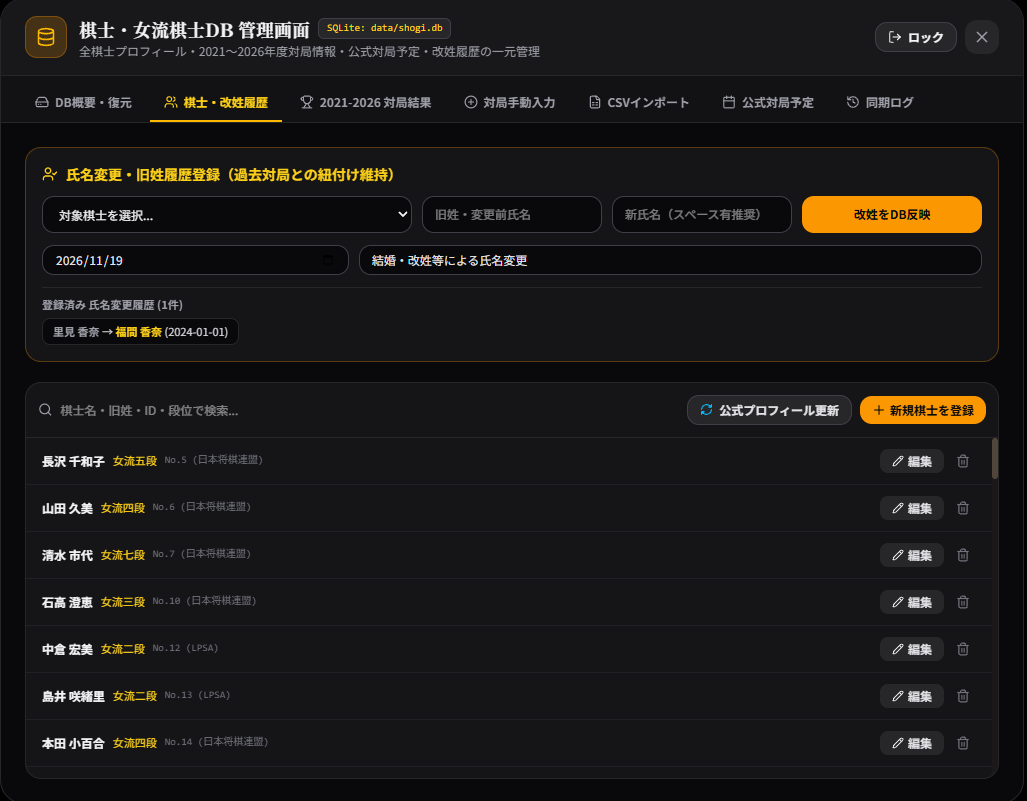 棋士・女流棋士DB 管理画面 SQLite: data/shogi.db
全棋士プロフィール・2021〜2026年度対局情報・公式対局予定・改姓履歴の一元管理
ロック
DB概要・復元 棋士・改姓履歴 2021-2026 対局結果 対局手動入力 CSVインポート 公式対局予定 同期ログ
氏名変更・旧姓履歴登録（過去対局との紐付け維持）
対象棋士を選択... 旧姓・変更前氏名 新氏名（スペース有推奨） 改姓をDB反映
2026/11/19 結婚・改姓等による氏名変更
登録済み 氏名変更履歴 (1件)
里見 香奈 → 福間 香奈 (2024-01-01)
棋士名・旧姓・ID・段位で検索... 公式プロフィール更新 新規棋士を登録
長沢 千和子 女流五段 No.5 (日本将棋連盟) 編集
山田 久美 女流四段 No.6 (日本将棋連盟) 編集
清水 市代 女流七段 No.7 (日本将棋連盟) 編集
石高 澄恵 女流三段 No.10 (日本将棋連盟) 編集
中倉 宏美 女流二段 No.12 (LPSA) 編集
島井 咲緒里 女流二段 No.13 (LPSA) 編集
本田 小百合 女流四段 No.14 (日本将棋連盟) 編集